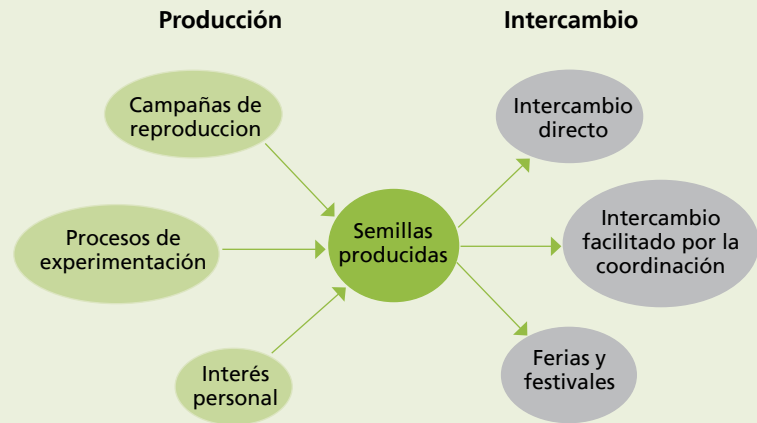 Producción
Intercambio
Campañas de
reproduccion
Procesos de
experimentación
Interés
personal
Semillas
producidas
Intercambio
directo
Intercambio
facilitado por la
coordinación
Ferias y
festivales